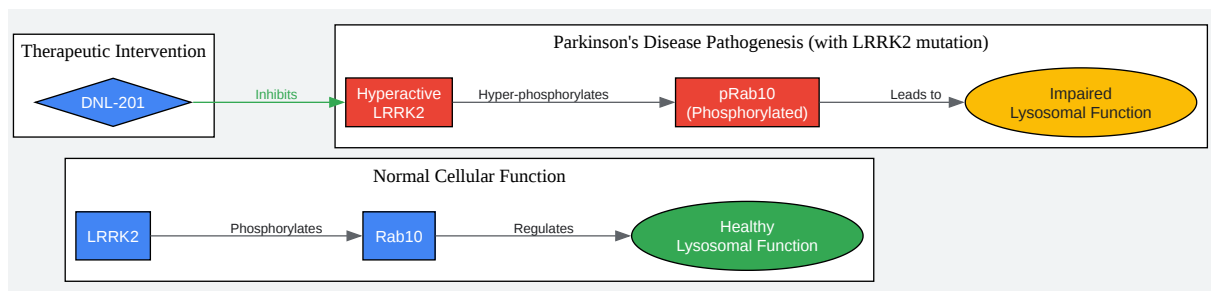 Therapeutic Intervention
DNL-201
Inhibits
Parkinson's Disease Pathogenesis (with LRRK2 mutation)
Hyperactive
LRRK2
Hyper-phosphorylates
pRab10
(Phosphorylated)
Leads to
Impaired
Lysosomal Function
Normal Cellular Function
LRRK2
Phosphorylates
Rab10
Regulates
Healthy
Lysosomal Function